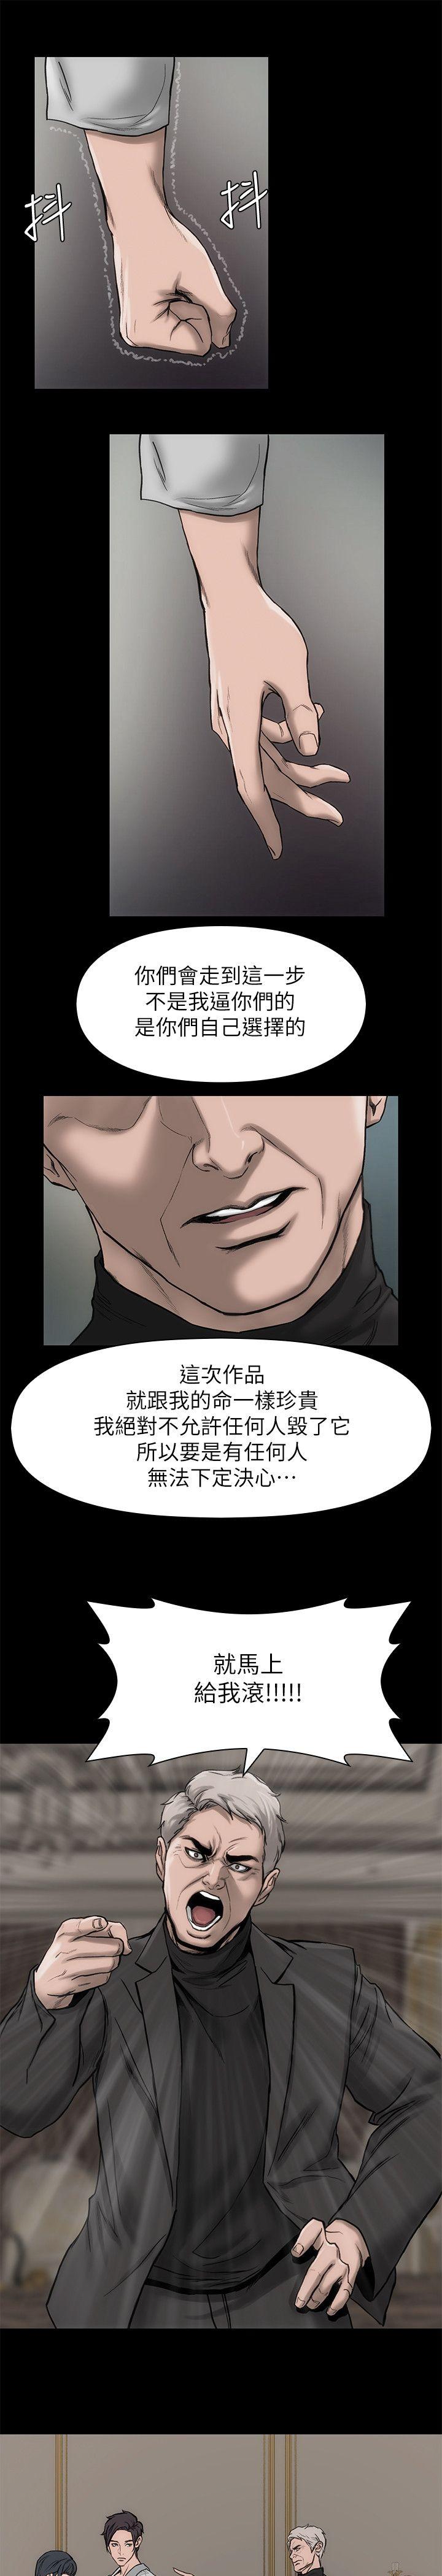 抖
抖
你們會走到這一步
不是我逼你們的
是你們自己選擇的
這次作品
就跟我的命一樣珍貴
我絕對不允許任何人毀了它
所以要是有任何人
無法下定決心⋯
就馬上
給我滾!!!!!